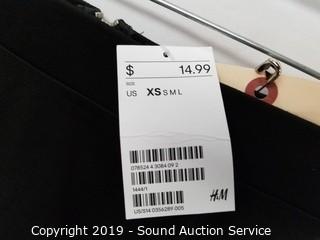 $ 14.99
SIZE
US XS S M L
078524 4 3084 09 2
1444/1
US/S14 0356289 005
H&M
Copyright 2019 - Sound Auction Service